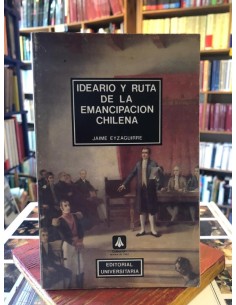 IDEARIO Y RUTA
DE LA
EMANCIPACION
CHILENA
JAIME EYZAGUIRRE
EDITORIAL
UNIVERSITARIA